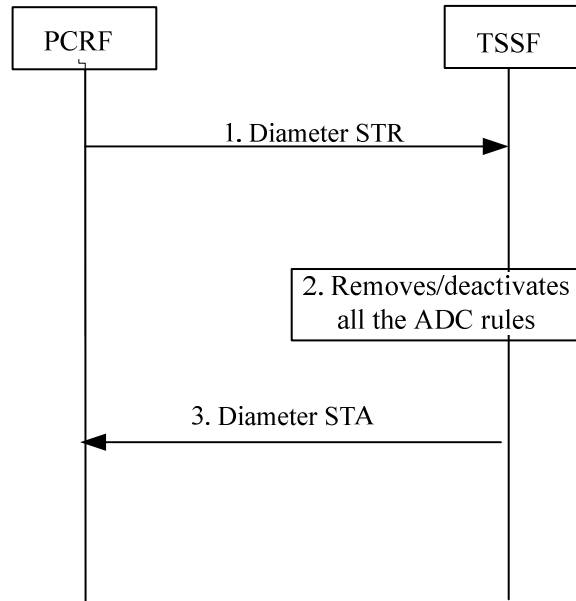 PCRF
TSSF
1. Diameter STR
2. Removes/deactivates
all the ADC rules
3. Diameter STA